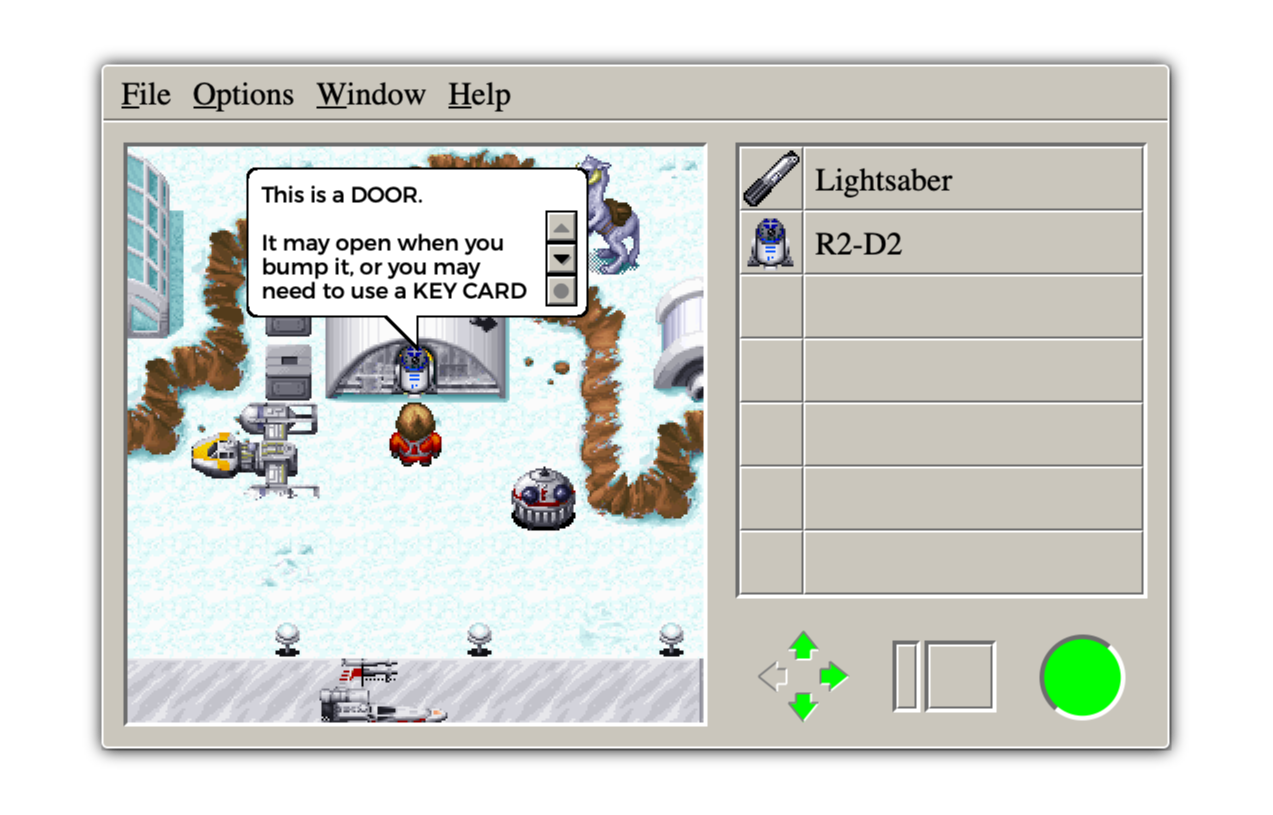 File Options Window Help
This is a DOOR.
It may open when you
bump it, or you may
need to use a KEY CARD
Lightsaber
R2-D2